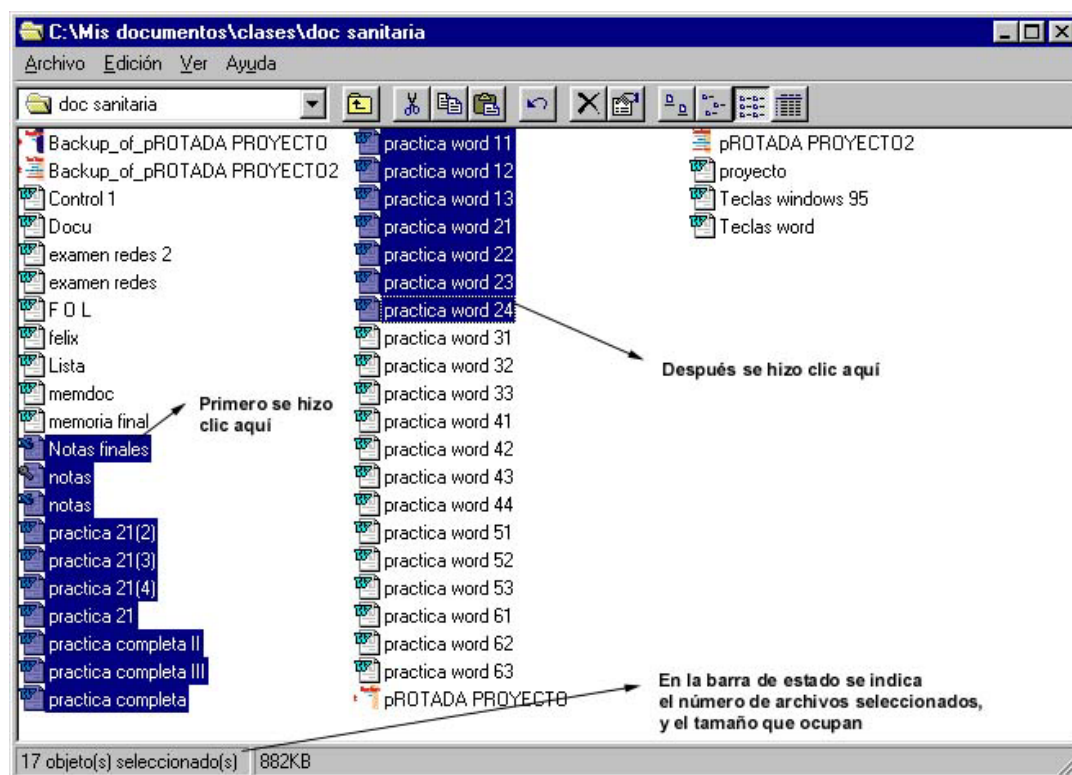 C:\Mis documentos\clases\doc sanitaria
Archivo Edición Ver Ayuda
doc sanitaria
Backup_of_pROTADA PROYECTO
Backup_of_pROTADA PROYECTO2
Control 1
Docu
examen redes 2
examen redes
F O L
felix
Lista
memdoc
memoria final
Notas finales
notas
notas
practica 21(2)
practica 21(3)
practica 21(4)
practica 21
practica completa II
practica completa III
practica completa
practica word 11
practica word 12
practica word 13
practica word 21
practica word 22
practica word 23
practica word 24
practica word 31
practica word 32
practica word 33
practica word 41
practica word 42
practica word 43
practica word 44
practica word 51
practica word 52
practica word 53
practica word 61
practica word 62
practica word 63
pROTADA PROYECTO
pROTADA PROYECTO2
proyecto
Teclas windows 95
Teclas word
Primero se hizo
clic aquí
Después se hizo clic aquí
En la barra de estado se indica
el número de archivos seleccionados,
y el tamaño que ocupan
17 objeto(s) seleccionado(s) 882KB